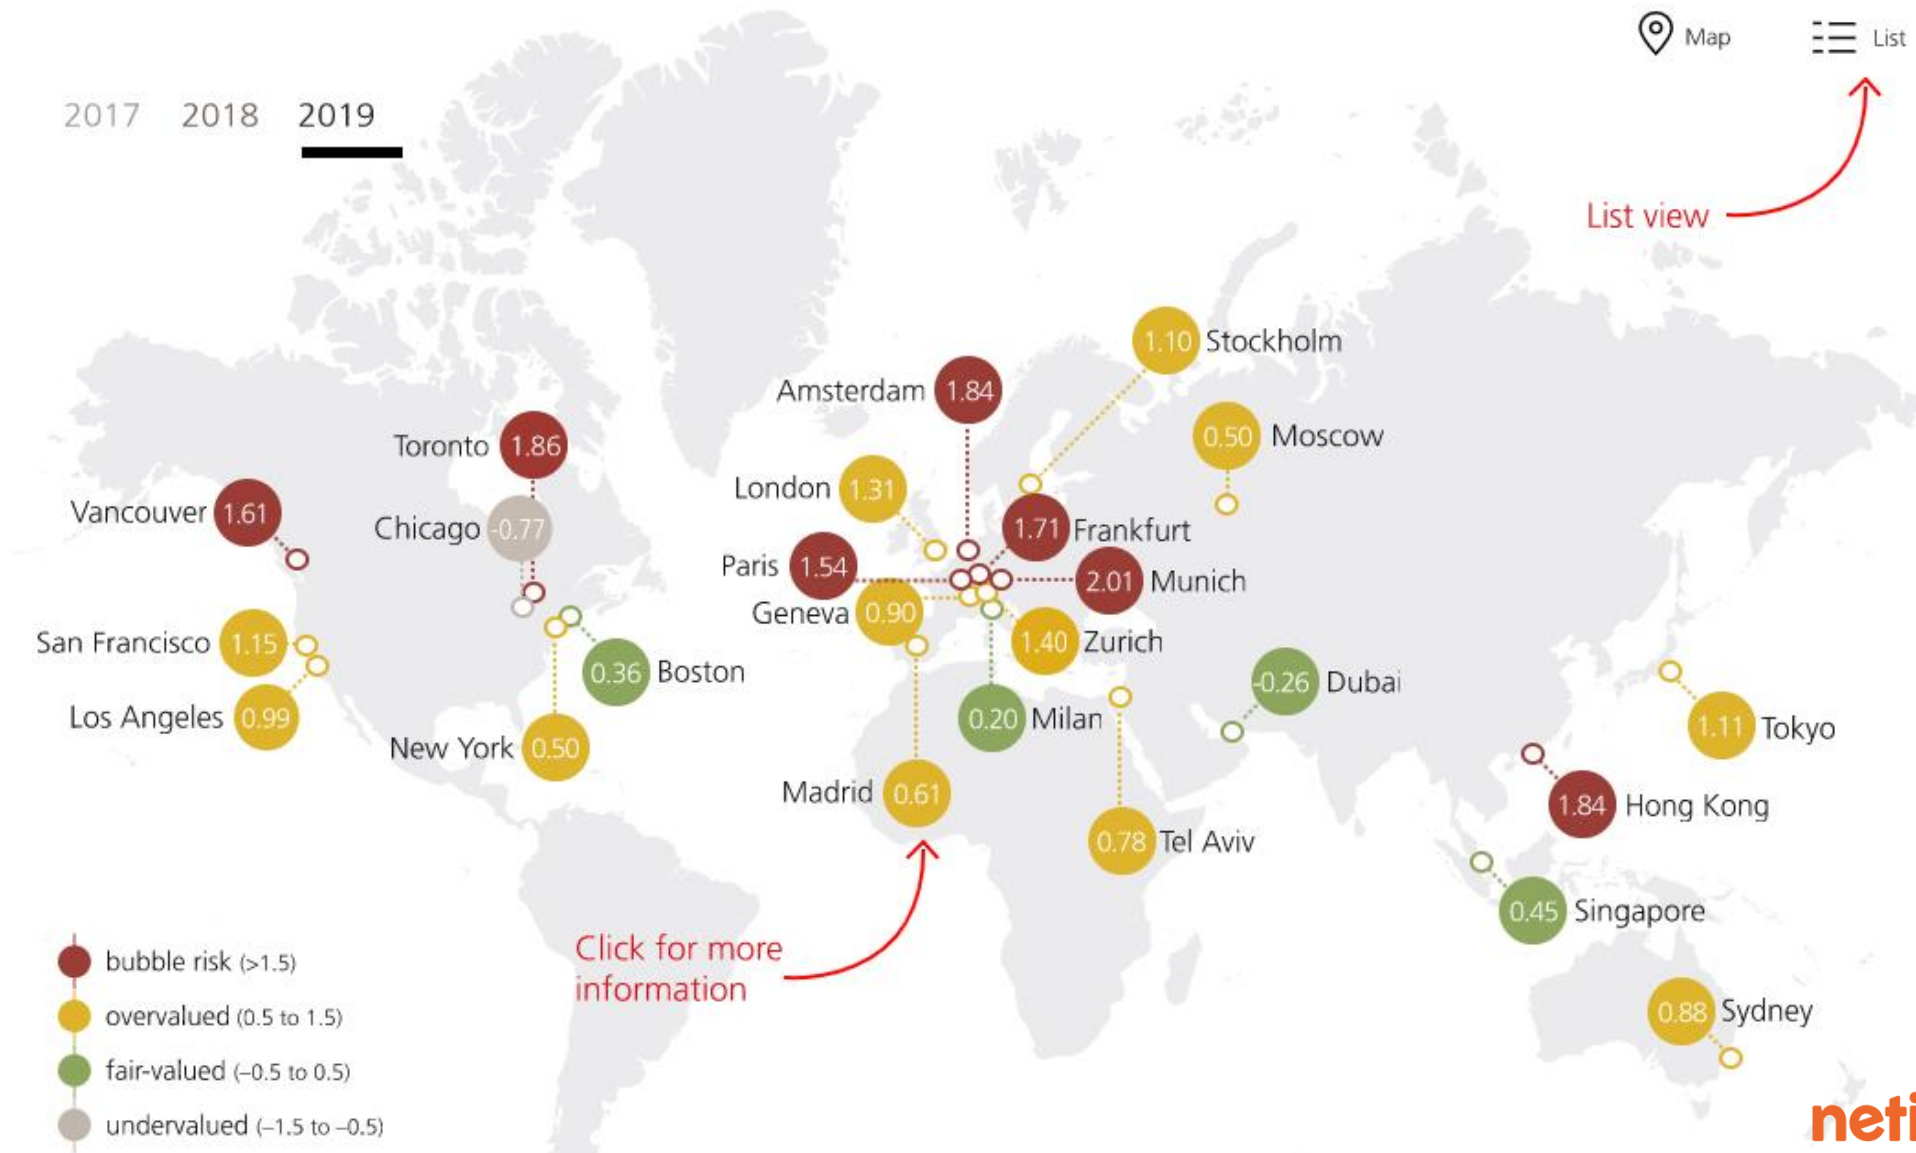 Map
List
2017 2018 2019
List view
1.10 Stockholm
Amsterdam 1.84
0.50 Moscow
Toronto 1.86
London 1.31
Vancouver 1.61
Chicago -0.77
1.71 Frankfurt
Paris 1.54
2.01 Munich
Geneva 0.90
San Francisco 1.15
1.40 Zurich
0.36 Boston
-0.26 Dubai
Los Angeles 0.99
0.20 Milan
1.11 Tokyo
New York 0.50
Madrid 0.61
1.84 Hong Kong
0.78 Tel Aviv
0.45 Singapore
Click for more
information
bubble risk (>1.5)
overvalued (0.5 to 1.5)
fair-valued (–0.5 to 0.5)
undervalued (–1.5 to –0.5)
0.88 Sydney
neti